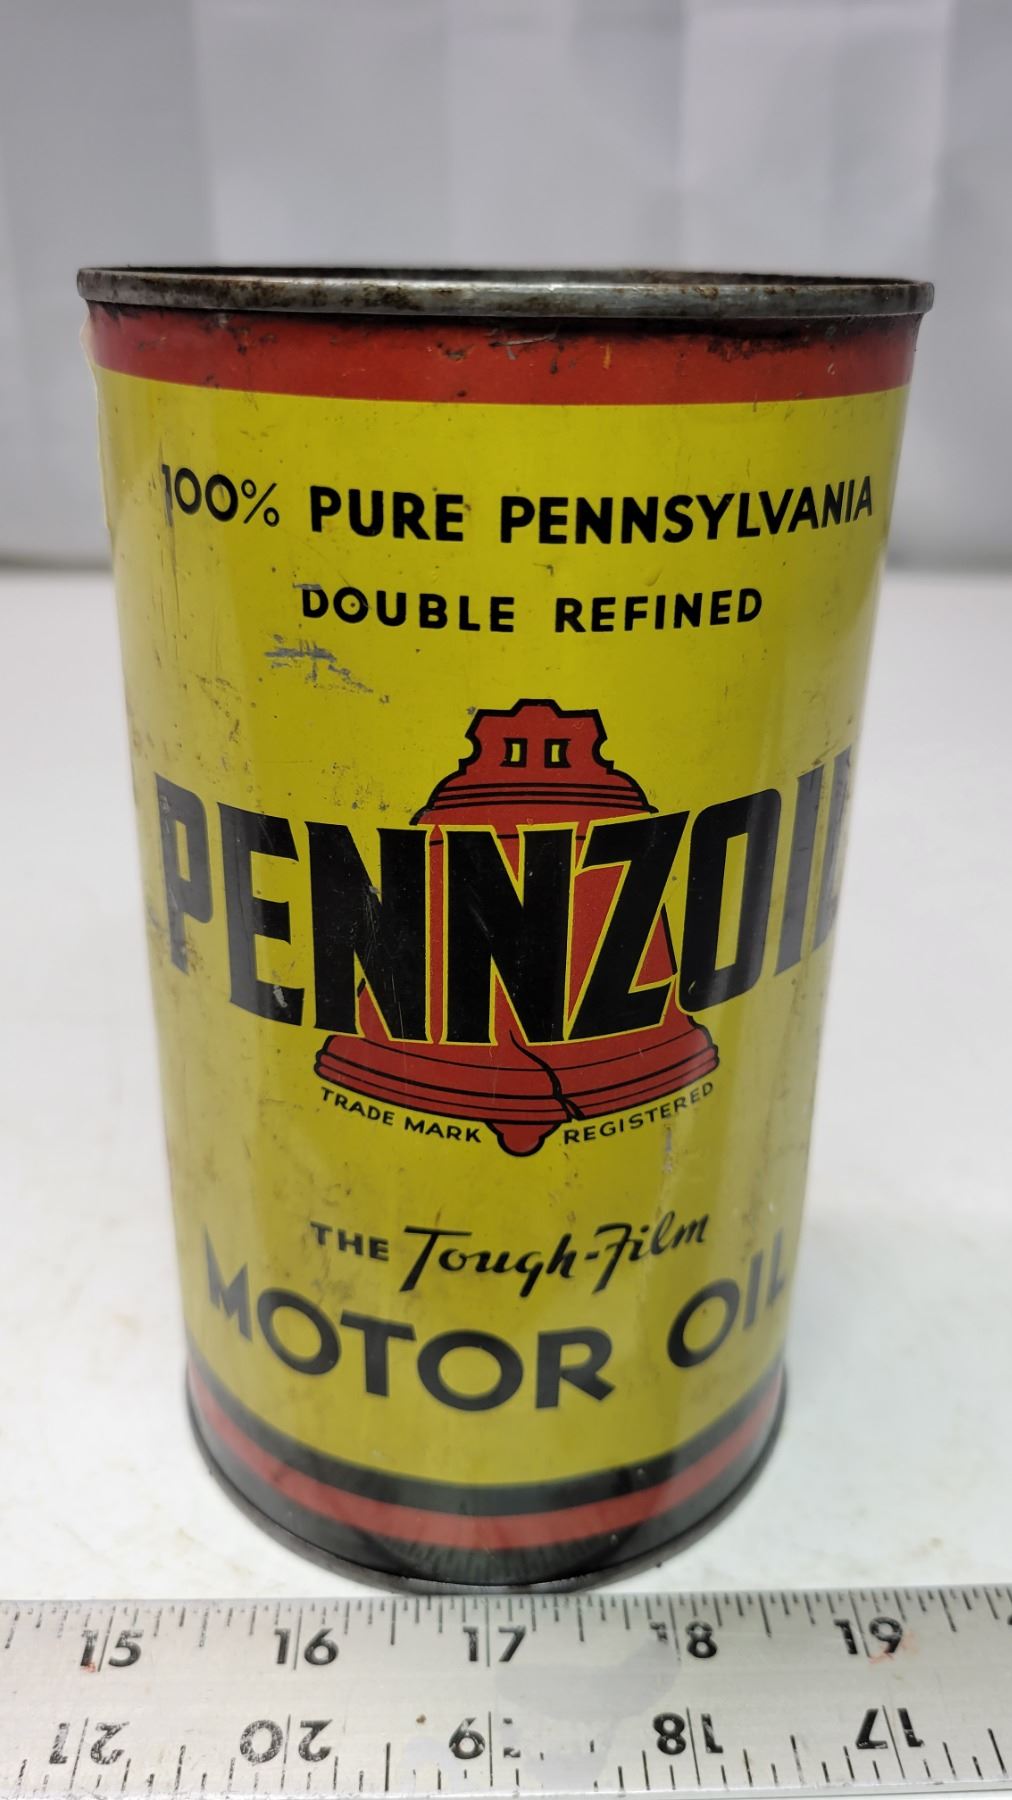 100% PURE PENNSYLVANIA
DOUBLE REFINED
PENNZOIL
TRADE MARK REGISTERED
THE Tough-Film
MOTOR OIL
15 16 17 18 19
21 20 19 18 17